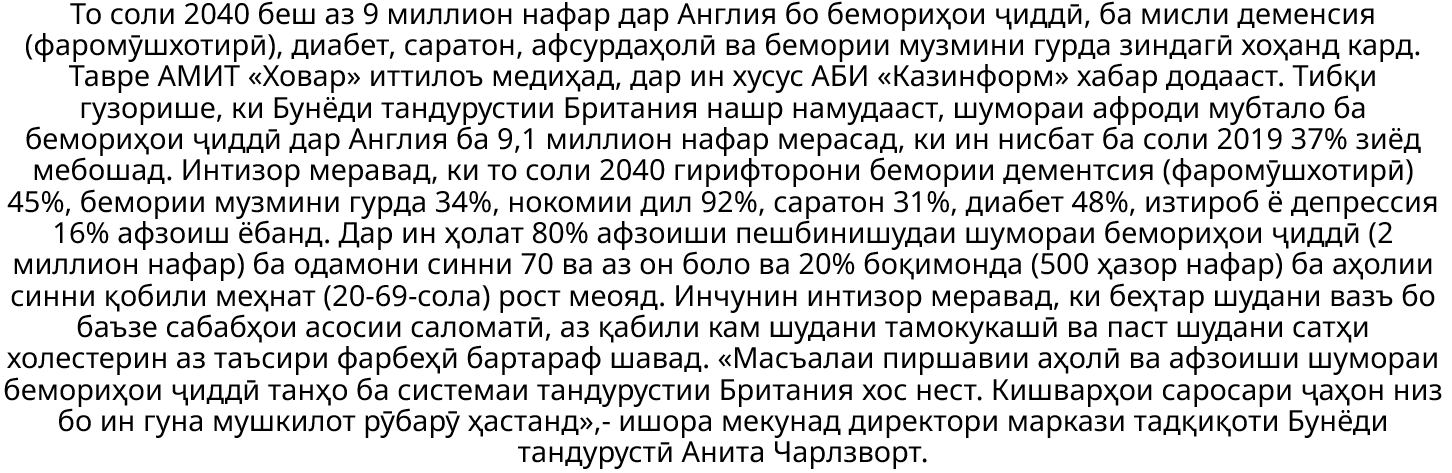 То соли 2040 беш аз 9 миллион нафар дар Англия бо бемориҳои ҷиддӣ, ба мисли деменсия
(фаромӯшхотирӣ), диабет, саратон, афсурдаҳолӣ ва бемории музмини гурда зиндагӣ хоҳанд кард.
Тавре АМИТ «Ховар» иттилоъ медиҳад, дар ин хусус АБИ «Казинформ» хабар додааст. Тибқи
гузорише, ки Бунёди тандурустии Британия нашр намудааст, шумораи афроди мубтало ба
бемориҳои ҷиддӣ дар Англия ба 9,1 миллион нафар мерасад, ки ин нисбат ба соли 2019 37% зиёд
мебошад. Интизор меравад, ки то соли 2040 гирифторони бемории дементсия (фаромӯшхотирӣ)
45%, бемории музмини гурда 34%, нокомии дил 92%, саратон 31%, диабет 48%, изтироб ё депрессия
16% афзоиш ёбанд. Дар ин ҳолат 80% афзоиши пешбинишудаи шумораи бемориҳои ҷиддӣ (2
миллион нафар) ба одамони синни 70 ва аз он боло ва 20% боқимонда (500 ҳазор нафар) ба аҳолии
синни қобили меҳнат (20-69-сола) рост меояд. Инчунин интизор меравад, ки беҳтар шудани вазъ бо
баъзе сабабҳои асосии саломатӣ, аз қабили кам шудани тамокукашӣ ва паст шудани сатҳи
холестерин аз таъсири фарбеҳӣ бартараф шавад. «Масъалаи пиршавии аҳолӣ ва афзоиши шумораи
бемориҳои ҷиддӣ танҳо ба системаи тандурустии Британия хос нест. Кишварҳои саросари ҷаҳон низ
бо ин гуна мушкилот рӯбарӯ ҳастанд»,- ишора мекунад директори маркази тадқиқоти Бунёди
тандурустӣ Анита Чарлзворт.